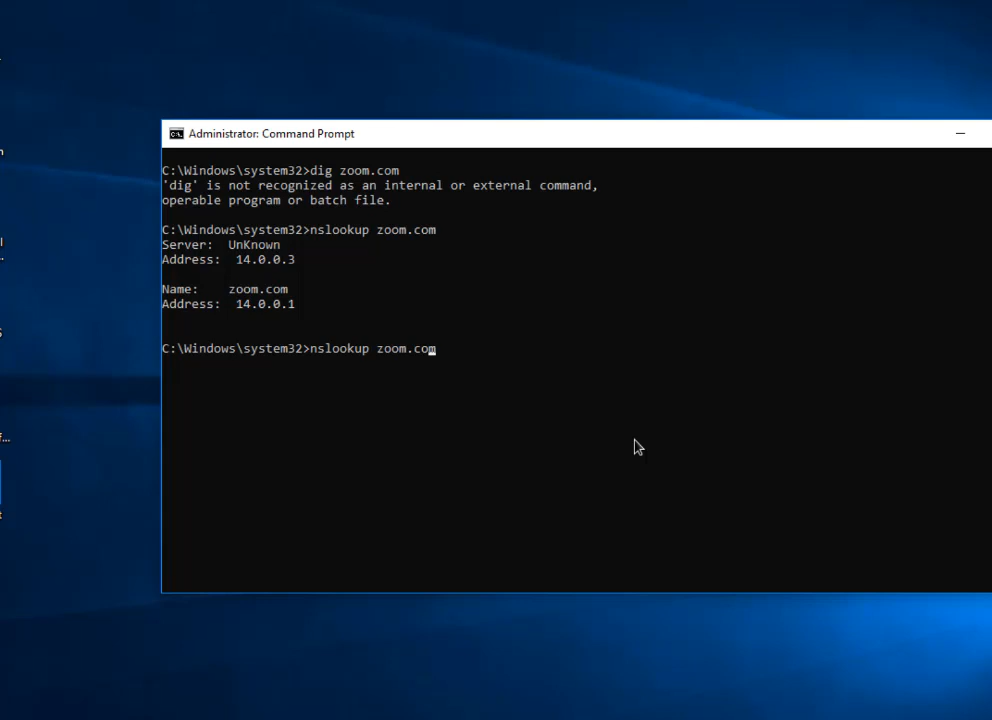 Administrator: Command Prompt
C:\Windows\system32>dig zoom.com
'dig' is not recognized as an internal or external command,
operable program or batch file.
C:\Windows\system32>nslookup zoom.com
Server:  UnKnown
Address:  14.0.0.3
Name:    zoom.com
Address:  14.0.0.1
C:\Windows\system32>nslookup zoom.com